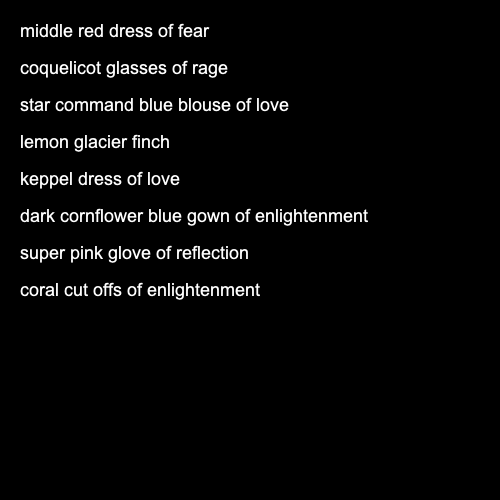 middle red dress of fear
coquelicot glasses of rage
star command blue blouse of love
lemon glacier finch
keppel dress of love
dark cornflower blue gown of enlightenment
super pink glove of reflection
coral cut offs of enlightenment